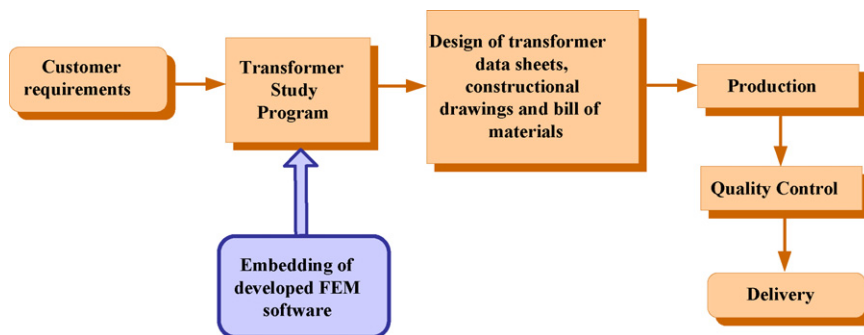 Customer
requirements
Transformer
Study
Program
Design of transformer
data sheets,
constructional
drawings and bill of
materials
Production
Quality Control
Embedding of
developed FEM
software
Delivery